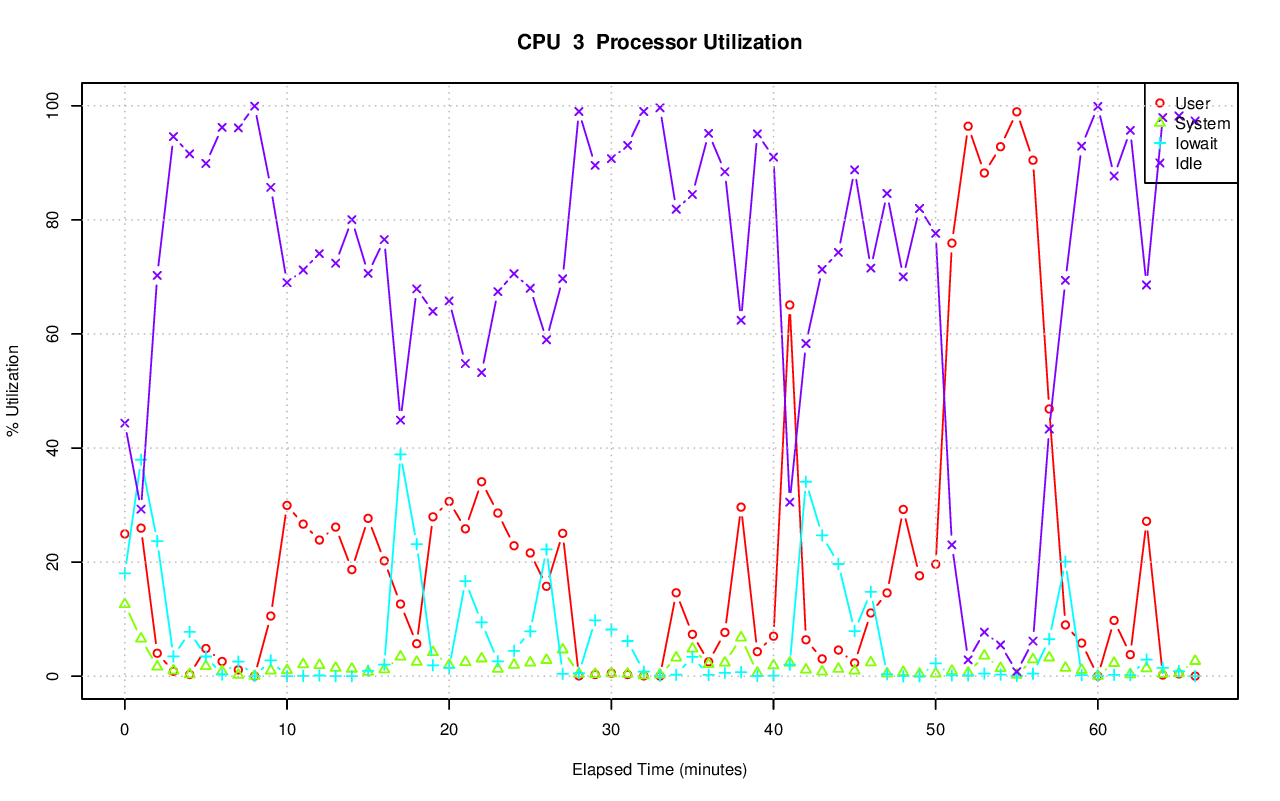 CPU  3  Processor Utilization
% Utilization
100
80
60
40
20
0
User
System
Iowait
Idle
0 10 20 30 40 50 60
Elapsed Time (minutes)